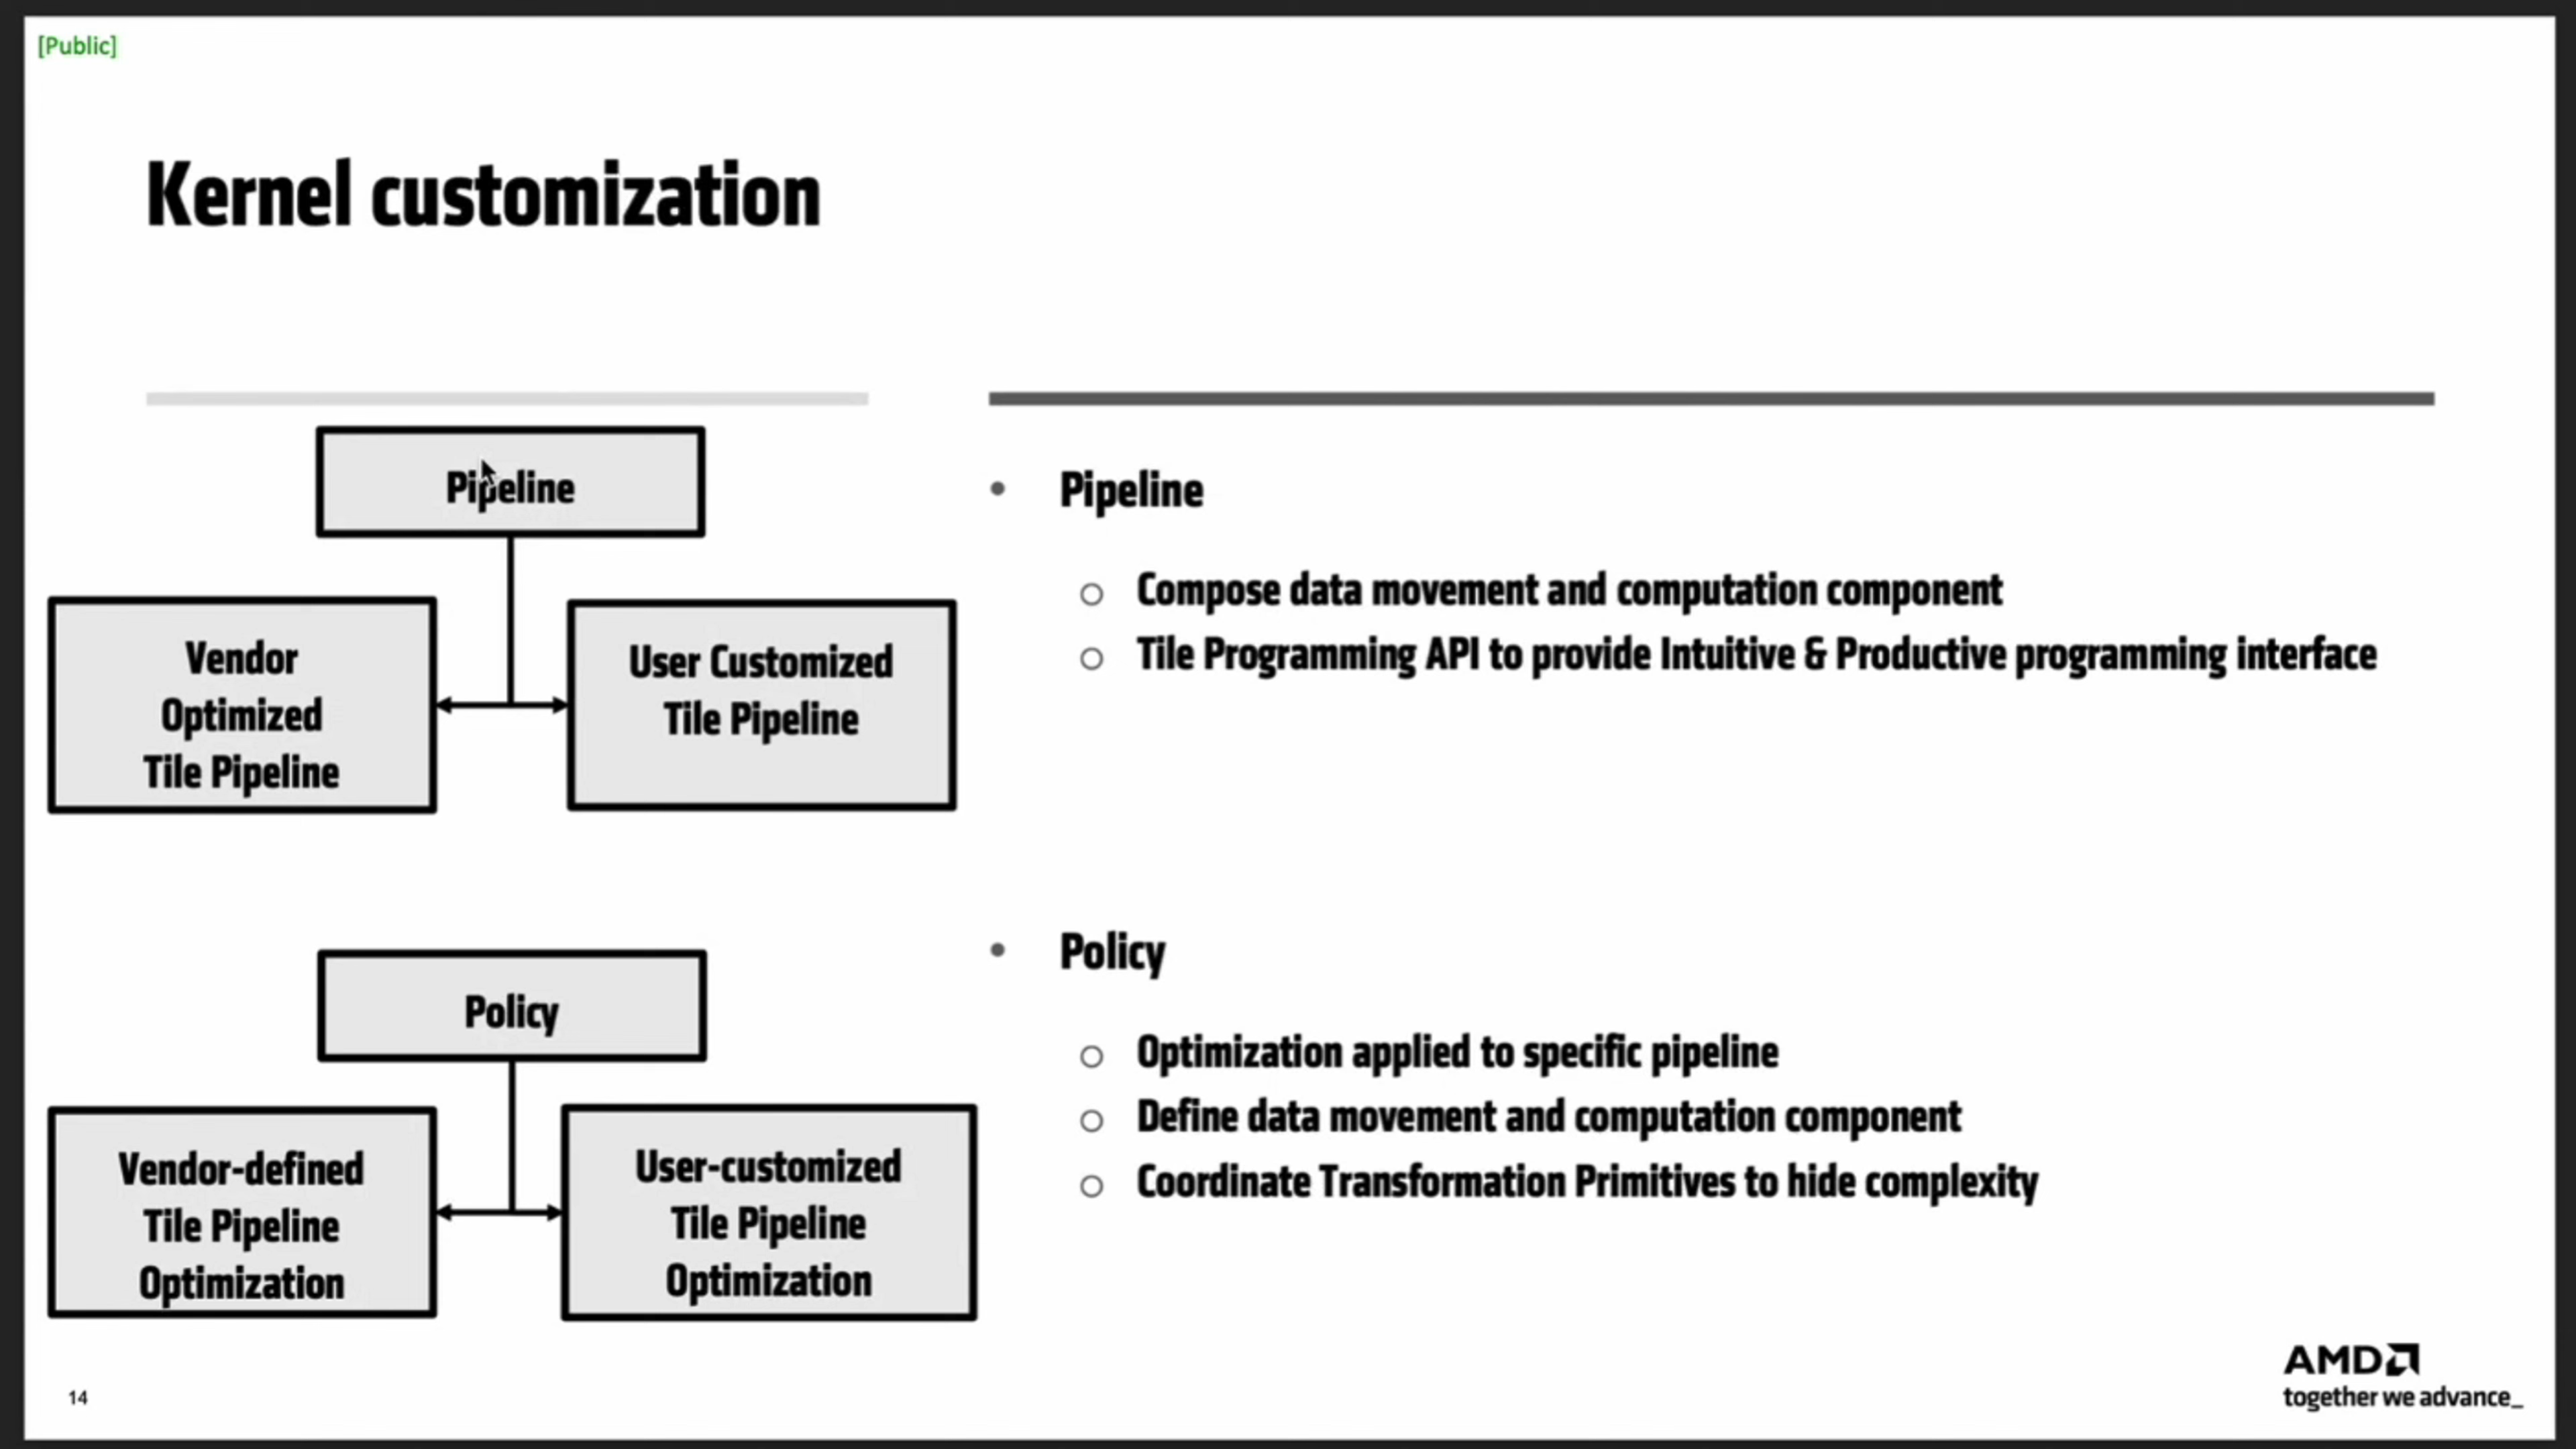 [Public]
Kernel customization
Pipeline
Vendor
Optimized
Tile Pipeline
User Customized
Tile Pipeline
Policy
Vendor-defined
Tile Pipeline
Optimization
User-customized
Tile Pipeline
Optimization
Pipeline
Compose data movement and computation component
Tile Programming API to provide Intuitive & Productive programming interface
Policy
Optimization applied to specific pipeline
Define data movement and computation component
Coordinate Transformation Primitives to hide complexity
14
AMD
together we advance_